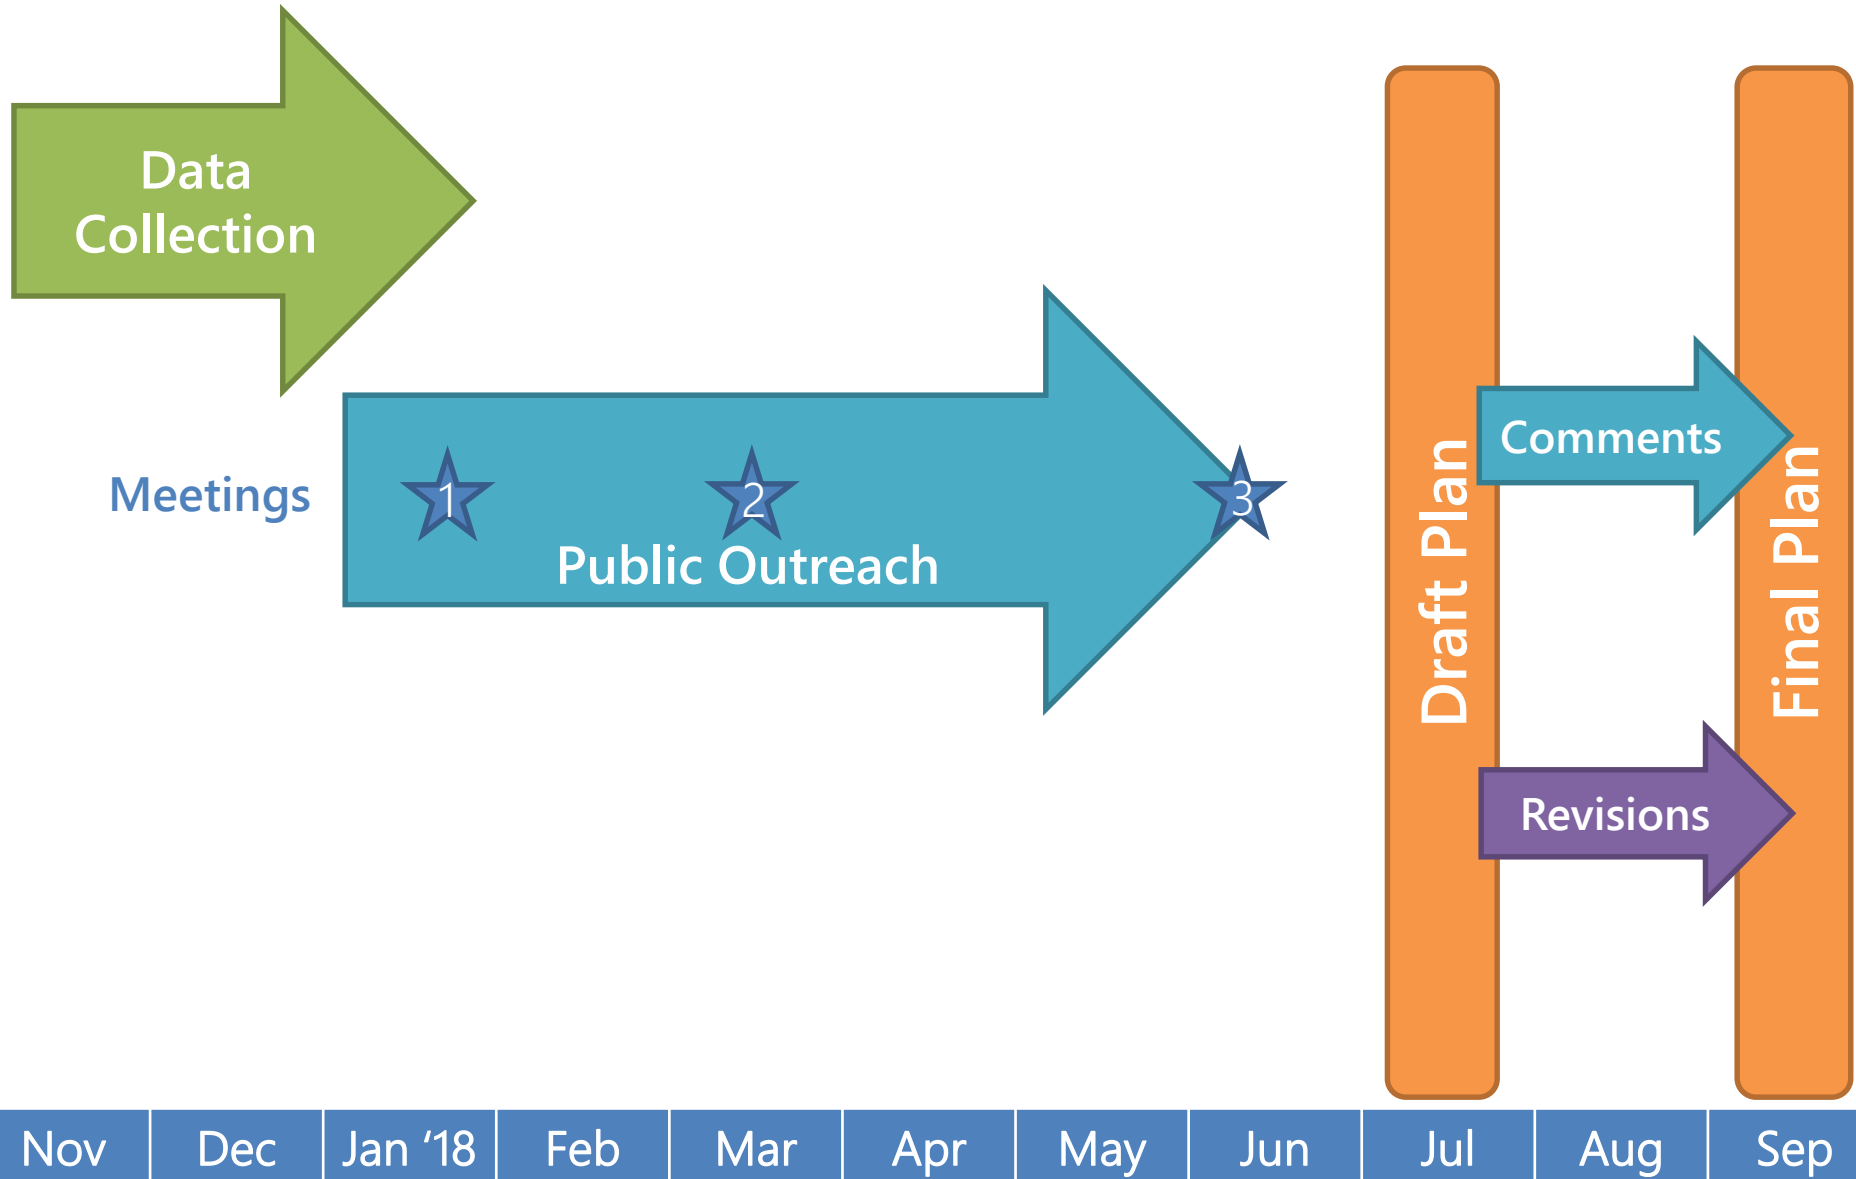 Data
Collection
Meetings
1
2
3
Public Outreach
Draft Plan
Comments
Revisions
Final Plan
Nov
Dec
Jan ‘18
Feb
Mar
Apr
May
Jun
Jul
Aug
Sep